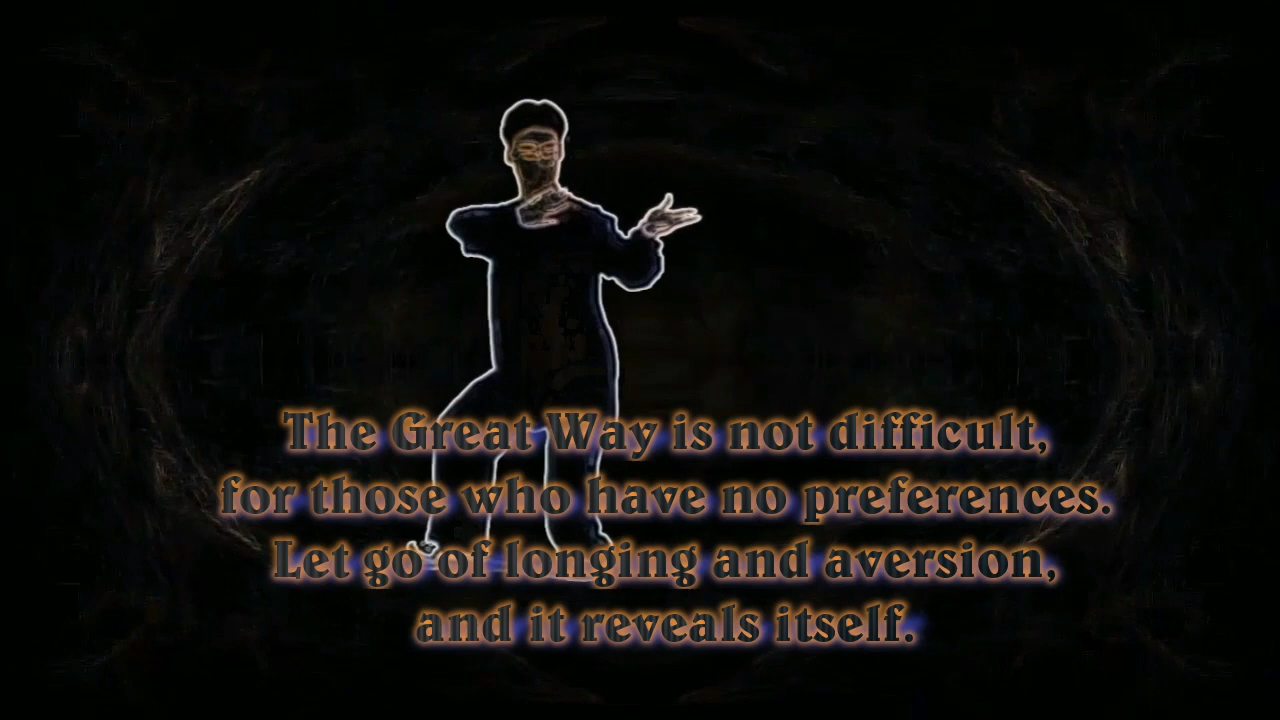 The Great Way is not difficult,
for those who have no preferences.
Let go of longing and aversion,
and it reveals itself.